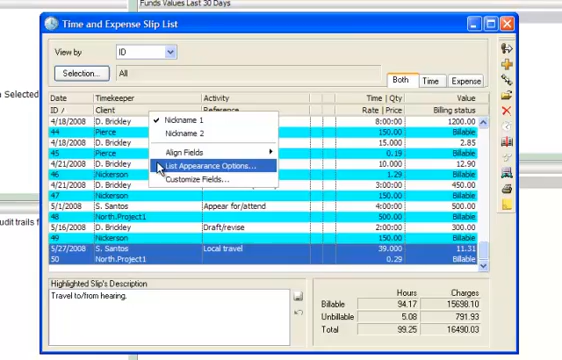 Funds Values Last 30 Days
Time and Expense Slip List
View by ID
Selection... All
Both Time Expense
Date Timekeeper Activity Time | Qty Value
ID / Client Reference Rate | Price Billing status
4/18/2008 D. Brickley 8:00:00 1200.00
44 Pierce 150.00 Billable
4/18/2008 D. Brickley 15.000 2.85
45 Pierce 0.19 Billable
4/21/2008 D. Brickley 10.000 12.90
46 Nickerson 1.29 Billable
4/21/2008 D. Brickley 3:00:00 450.00
47 Nickerson 150.00 Billable
5/1/2008 S. Santos Appear for/attend 1:00:00 500.00
48 North.Project1 500.00 Billable
5/16/2008 D. Brickley Draft/revise 2:00:00 300.00
49 Nickerson 150.00 Billable
5/27/2008 S. Santos Local travel 39.000 11.31
50 North.Project1 0.29 Billable
Nickname 1
Nickname 2
Align Fields
List Appearance Options...
Customize Fields...
Highlighted Slip's Description
Travel to/from hearing.
Hours Charges
Billable 94.17 15698.10
Unbillable 5.08 791.93
Total 99.25 16490.03
n Selected
udit trails f